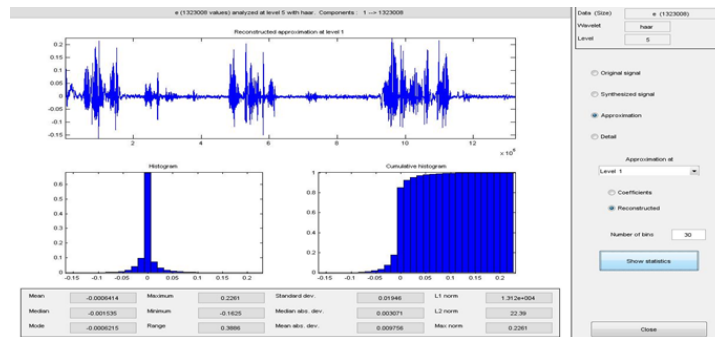 e (1323008 values) analyzed at level 5 with haar. Components : 1 --> 1323008
Reconstructed approximation at level 1
0.2
0.15
0.1
0.05
0
-0.05
-0.1
-0.15
2 4 6 8 10 12
Histogram
0.6
0.5
0.4
0.3
0.2
0.1
0
-0.15 -0.1 -0.05 0 0.05 0.1 0.15 0.2
Cumulative histogram
1
0.8
0.6
0.4
0.2
0
-0.15 -0.1 -0.05 0 0.05 0.1 0.15 0.2
Mean -0.0006414 Maximum 0.2261 Standard dev. 0.01946 L1 norm 1.312e+004
Median -0.001535 Minimum -0.1625 Median abs. dev. 0.003071 L2 norm 22.39
Mode -0.0006215 Range 0.3886 Mean abs. dev. 0.009756 Max norm 0.2261
Data (Size) e (1323008)
Wavelet haar
Level 5
Original signal
Synthesized signal
Approximation
Detail
Approximation at
Level 1
Coefficients
Reconstructed
Number of bins 30
Show statistics
Close